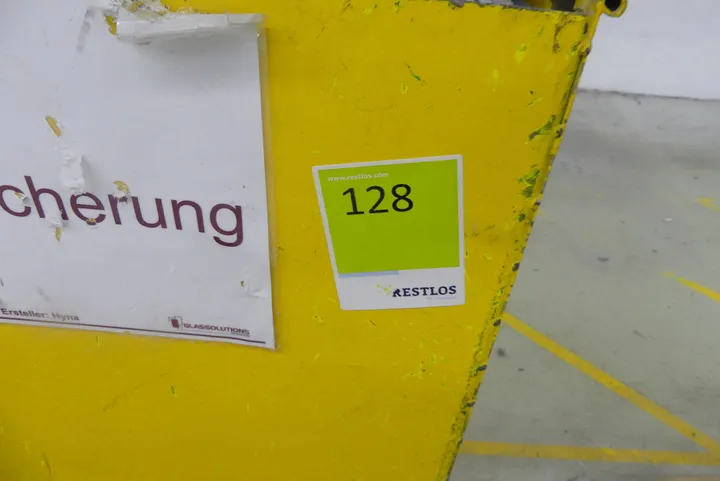 cherung
Ersteller: Hyna
GLASSOLUTIONS
www.restlos.com
128
RESTLOS